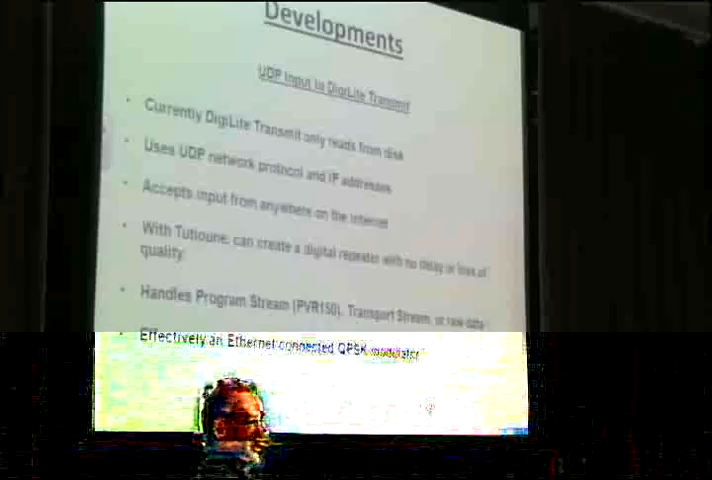 Developments
UDP Input to DigiLite Transmit
• Currently DigiLite Transmit only reads from disk
• Uses UDP network protocol and IP addresses
• Accepts input from anywhere on the Internet
• With Tutioune, can create a digital repeater with no delay or loss of
quality.
• Handles Program Stream (PVR150), Transport Stream, or raw data
• Effectively an Ethernet connected QPSK modulator